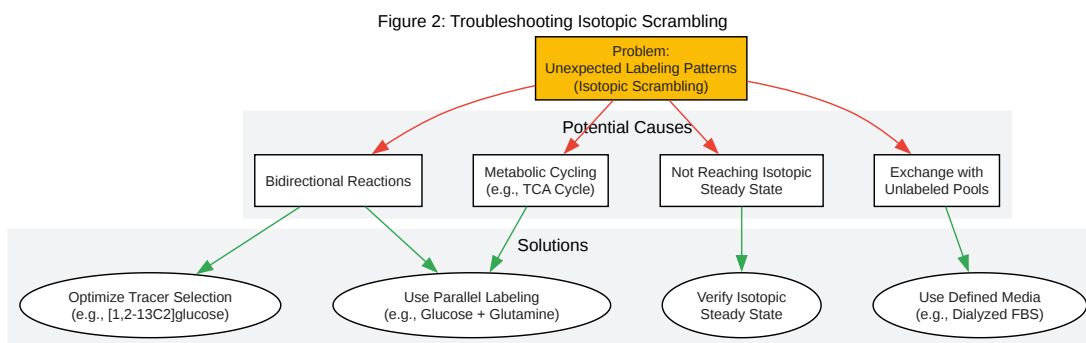 Figure 2: Troubleshooting Isotopic Scrambling
Problem:
Unexpected Labeling Patterns
(Isotopic Scrambling)
Potential Causes
Bidirectional Reactions
Metabolic Cycling
(e.g., TCA Cycle)
Not Reaching Isotopic
Steady State
Exchange with
Unlabeled Pools
Solutions
Optimize Tracer Selection
(e.g., [1,2-13C2]glucose)
Use Parallel Labeling
(e.g., Glucose + Glutamine)
Verify Isotopic
Steady State
Use Defined Media
(e.g., Dialyzed FBS)